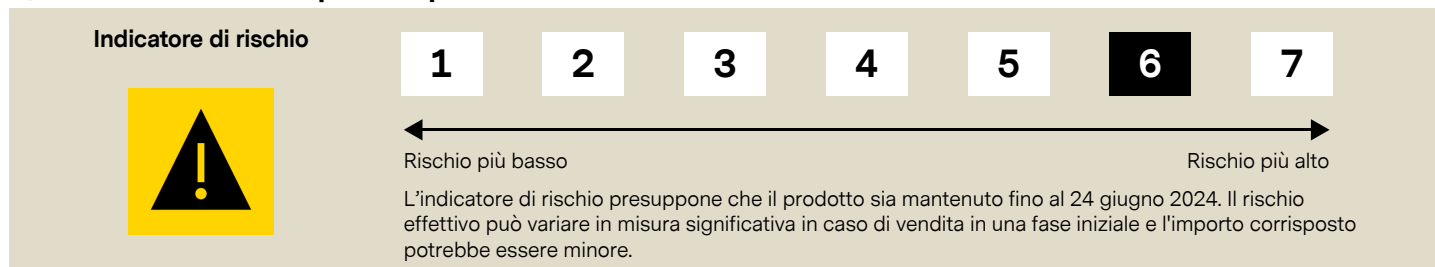 Indicatore di rischio
1 2 3 4 5 6 7
Rischio più basso Rischio più alto
L'indicatore di rischio presuppone che il prodotto sia mantenuto fino al 24 giugno 2024. Il rischio
effettivo può variare in misura significativa in caso di vendita in una fase iniziale e l'importo corrisposto
potrebbe essere minore.